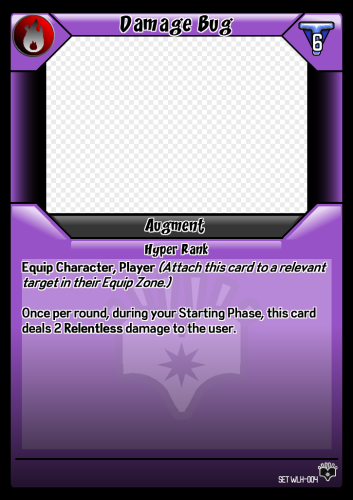 Damage Bug
6
Augment
Hyper Rank
Equip Character, Player (Attach this card to a relevant
target in their Equip Zone.)
Once per round, during your Starting Phase, this card
deals 2 Relentless damage to the user.
SET WLH-004